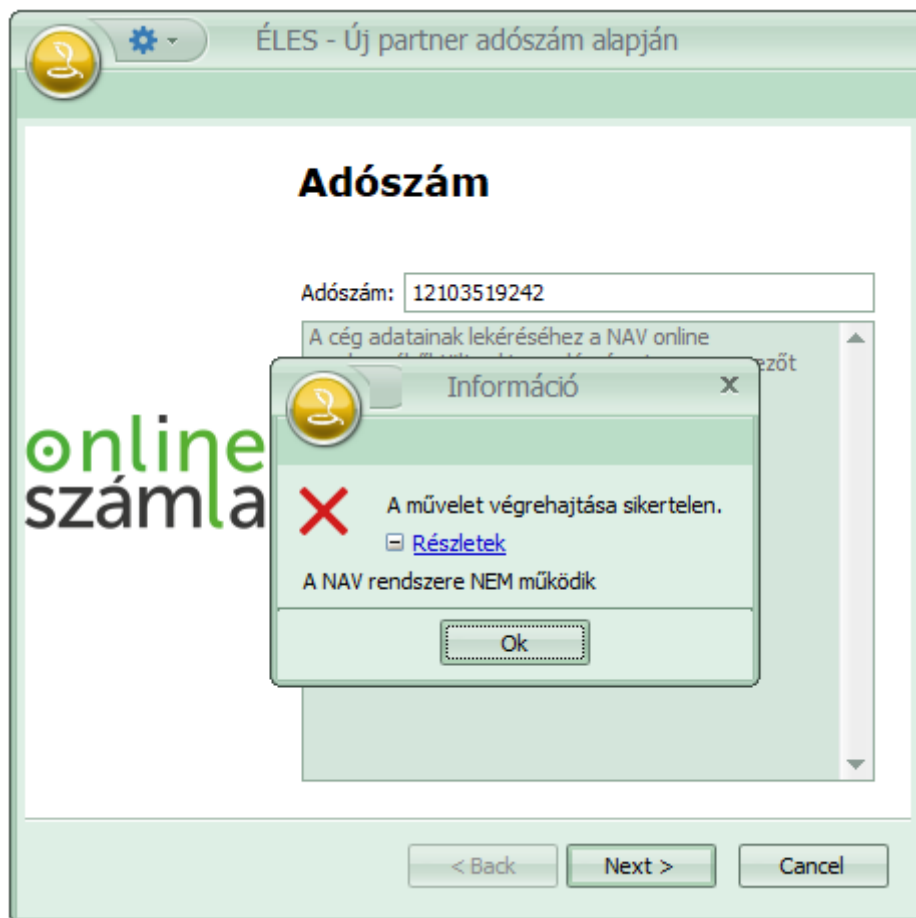 ÉLES - Új partner adószám alapján
Adószám
Adószám: 12103519242
A cég adatainak lekéréséhez a NAV online
ezőt
Információ
x
online
számla
A művelet végrehajtása sikertelen.
Részletek
A NAV rendszere NEM működik
Ok
< Back
Next >
Cancel